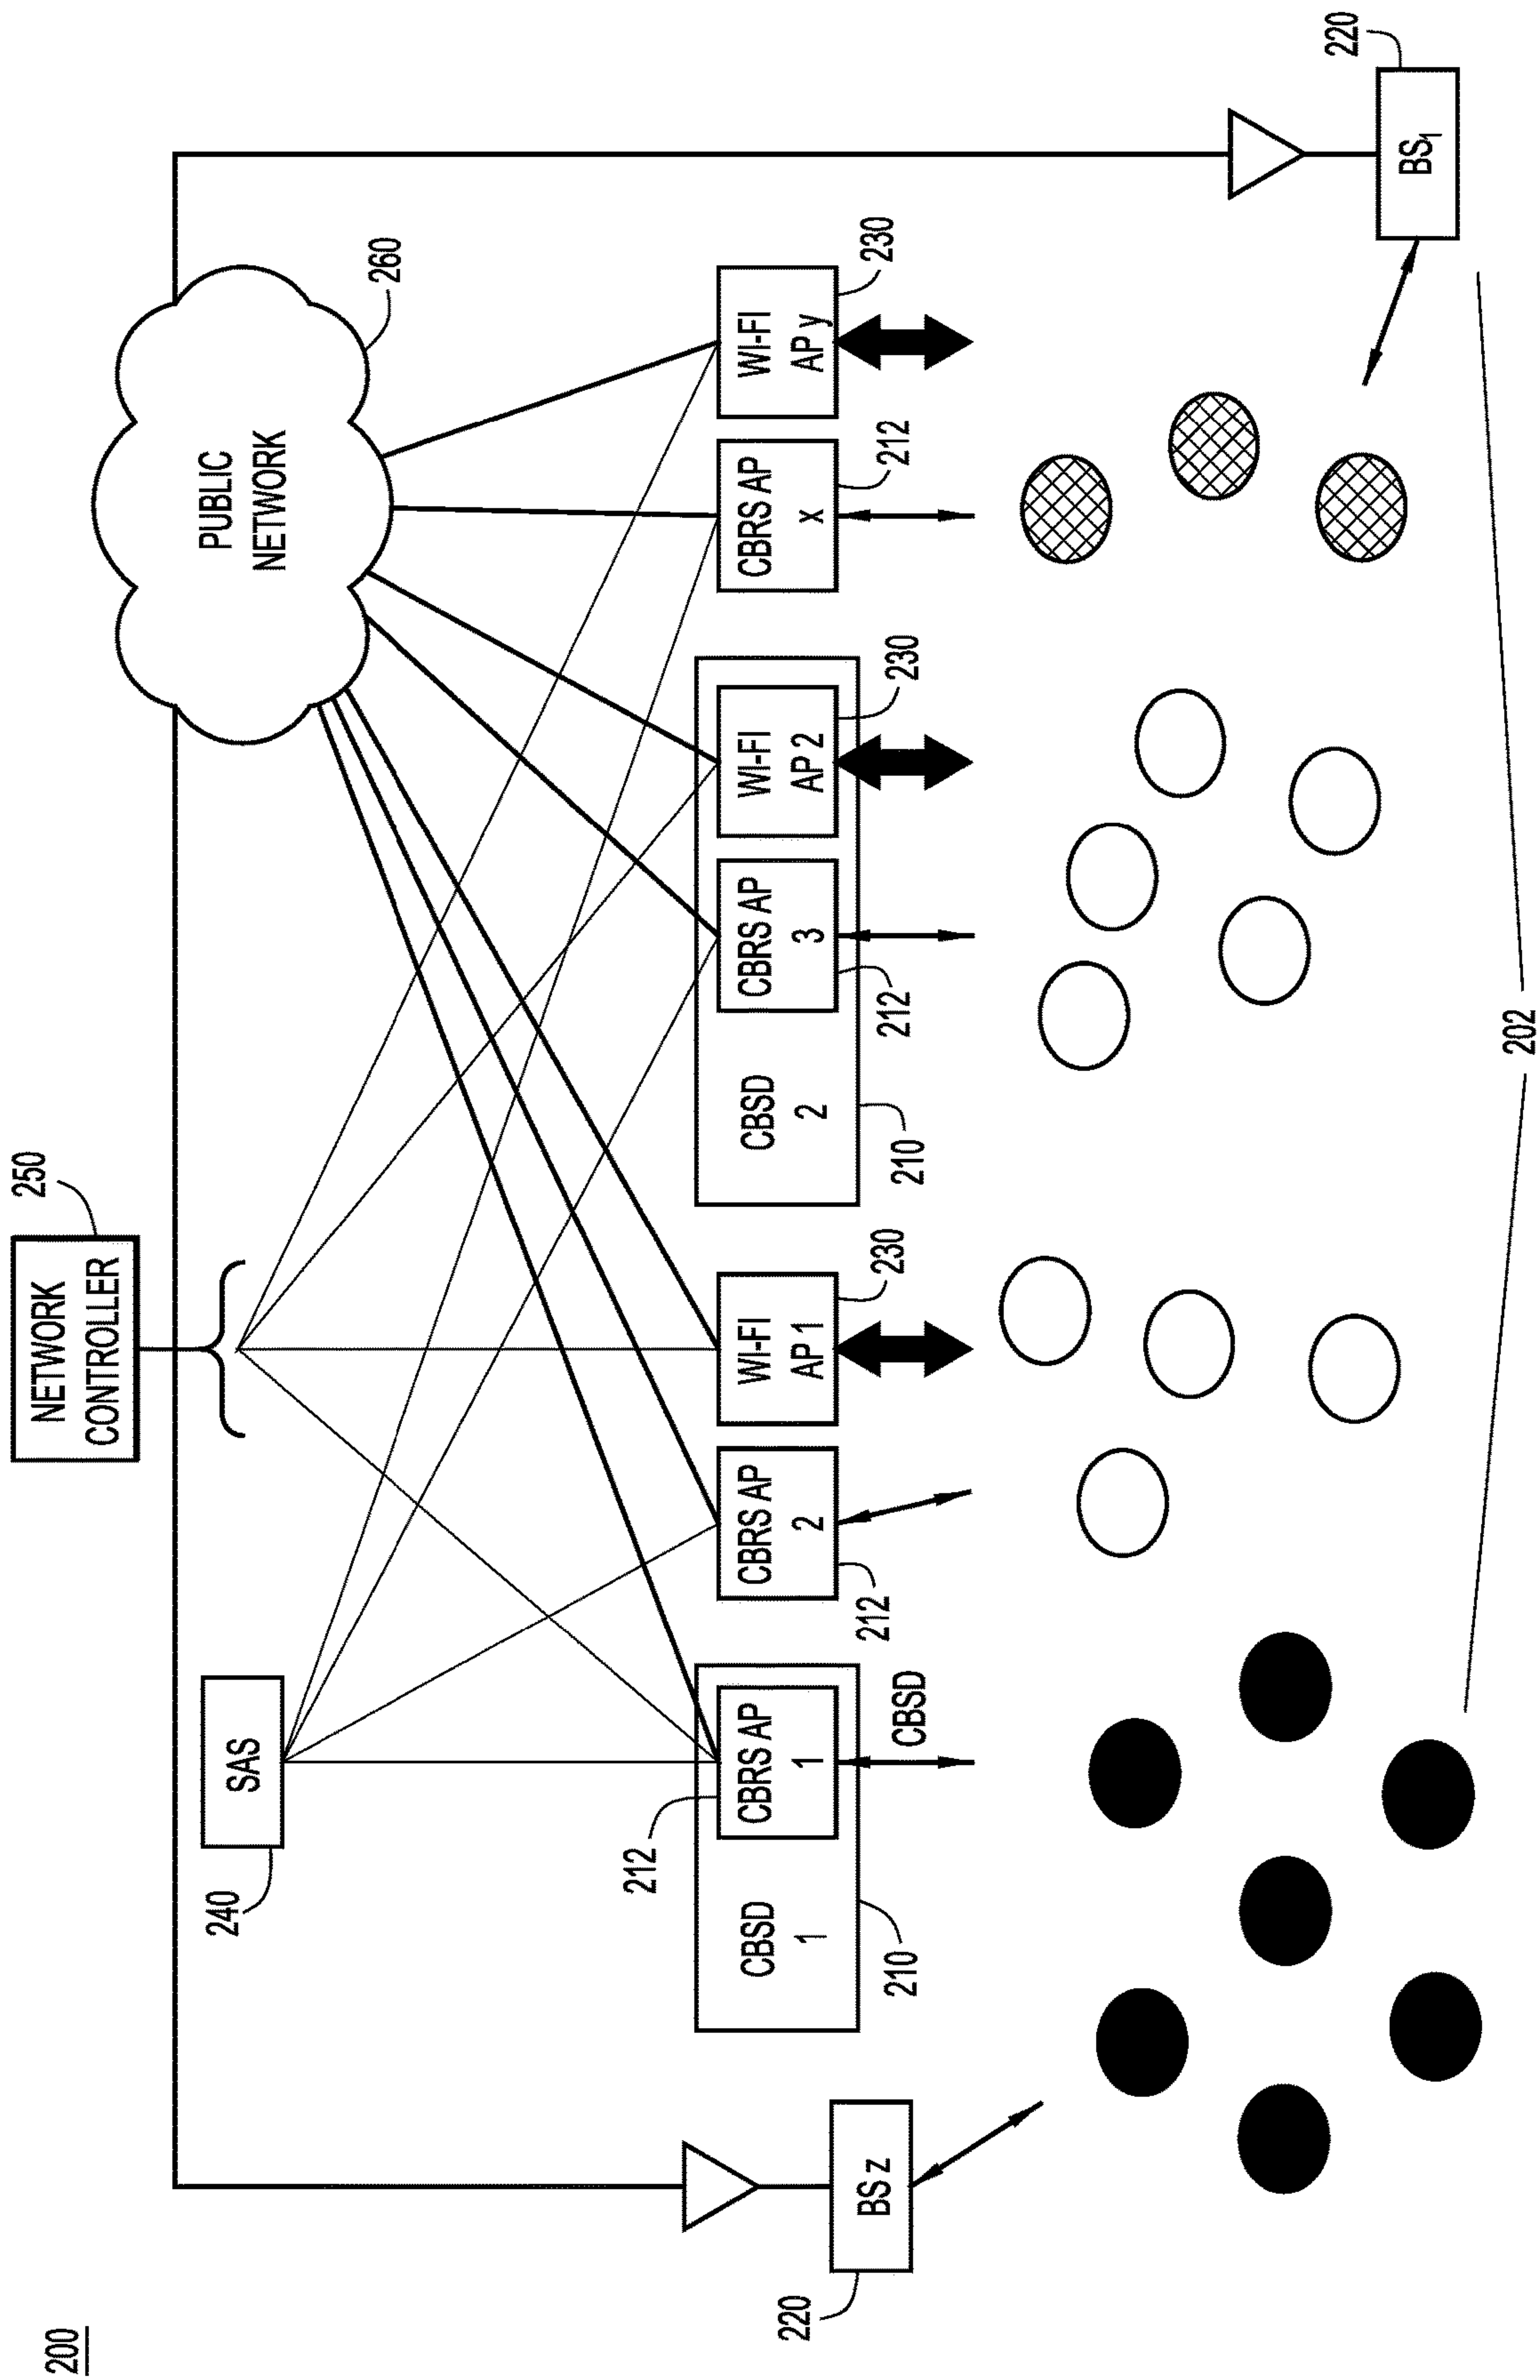 200
NETWORK
CONTROLLER
250
PUBLIC
NETWORK
260
SAS
240
CBSD
1
CBRS AP
1
212
210
CBSD
CBRS AP
2
212
WI-FI
AP 1
230
CBSD
2
210
CBRS AP
3
212
WI-FI
AP 2
230
CBRS AP
x
212
WI-FI
AP y
230
BS z
220
BS1
220
202